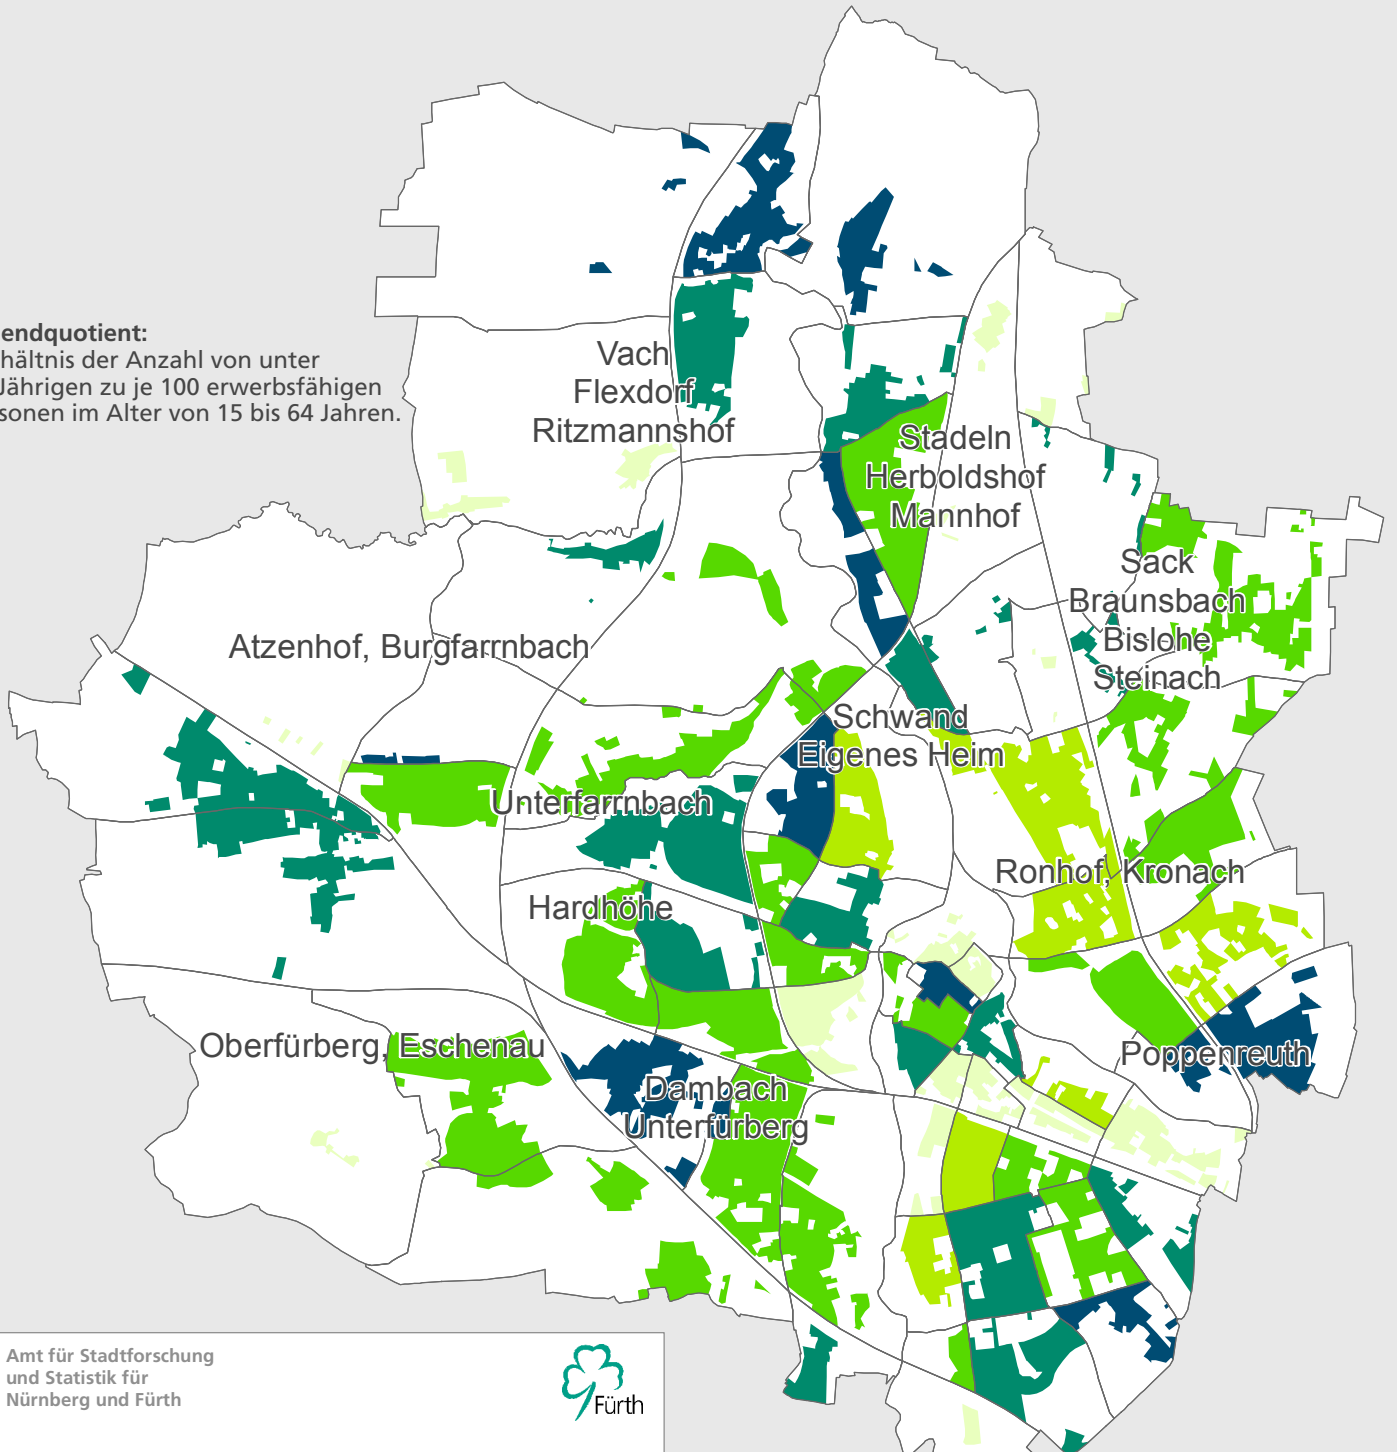 endquotient:
hältnis der Anzahl von unter
Jährigen zu je 100 erwerbsfähigen
sonen im Alter von 15 bis 64 Jahren.
Vach
Flexdorf
Ritzmannshof
Stadeln
Herboldshof
Mannhof
Sack
Braunsbach
Bislohe
Steinach
Atzenhof, Burgfarrnbach
Schwand
Eigenes Heim
Unterfarrnbach
Ronhof, Kronach
Hardhöhe
Oberfürberg, Eschenau
Poppenreuth
Dambach
Unterfürberg
Amt für Stadtforschung
und Statistik für
Nürnberg und Fürth
Fürth